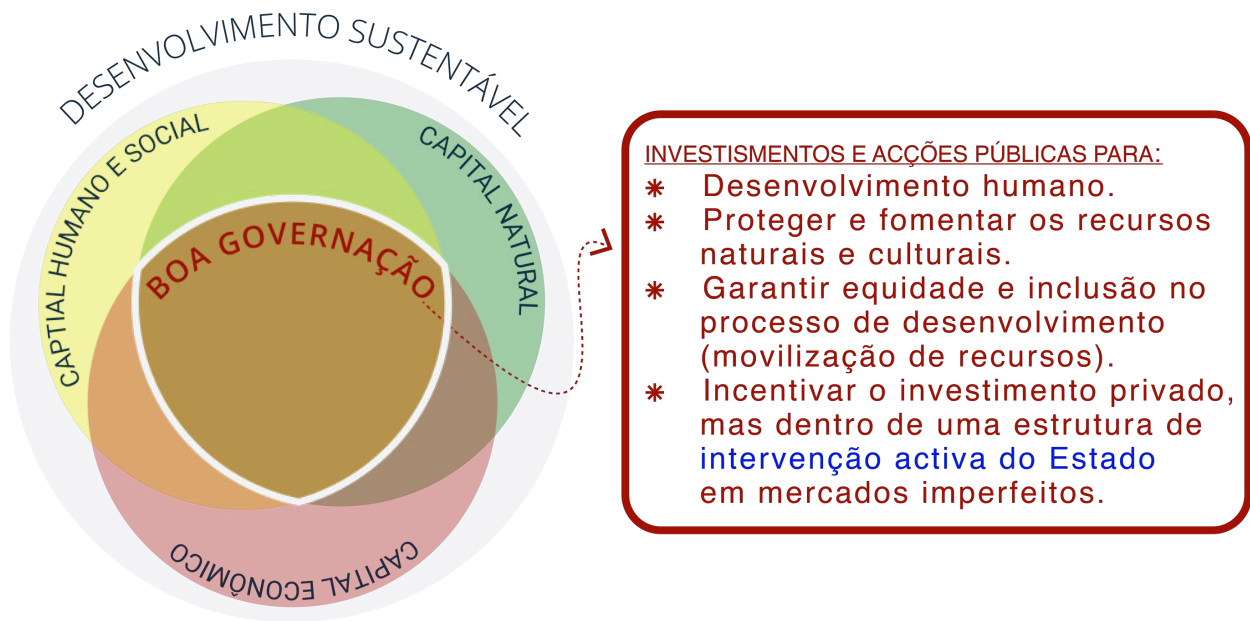 DESENVOLVIMENTO SUSTENTÁVEL
CAPTIAL HUMANO E SOCIAL
CAPITAL NATURAL
BOA GOVERNAÇÃO
CAPITAL ECONÔMICO
INVESTISMENTOS E ACÇÕES PÚBLICAS PARA:
* Desenvolvimento humano.
* Proteger e fomentar os recursos
naturais e culturais.
* Garantir equidade e inclusão no
processo de desenvolvimento
(movilização de recursos).
* Incentivar o investimento privado,
mas dentro de uma estrutura de
intervenção activa do Estado
em mercados imperfeitos.